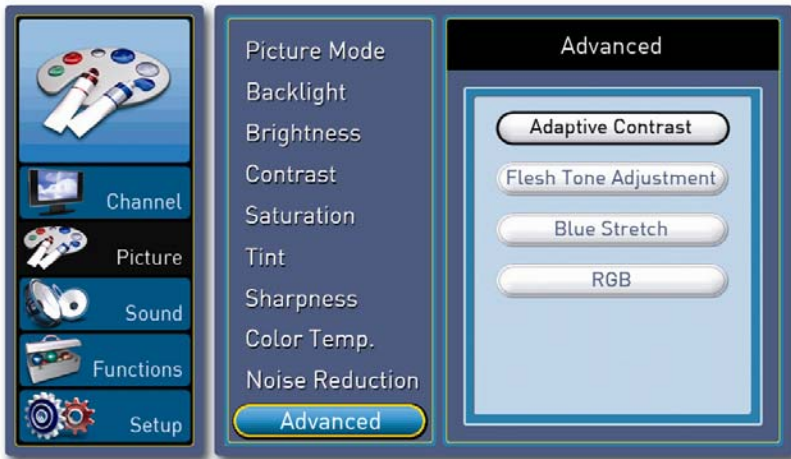 Channel
Picture
Sound
Functions
Setup
Picture Mode
Backlight
Brightness
Contrast
Saturation
Tint
Sharpness
Color Temp.
Noise Reduction
Advanced
Advanced
Adaptive Contrast
Flesh Tone Adjustment
Blue Stretch
RGB